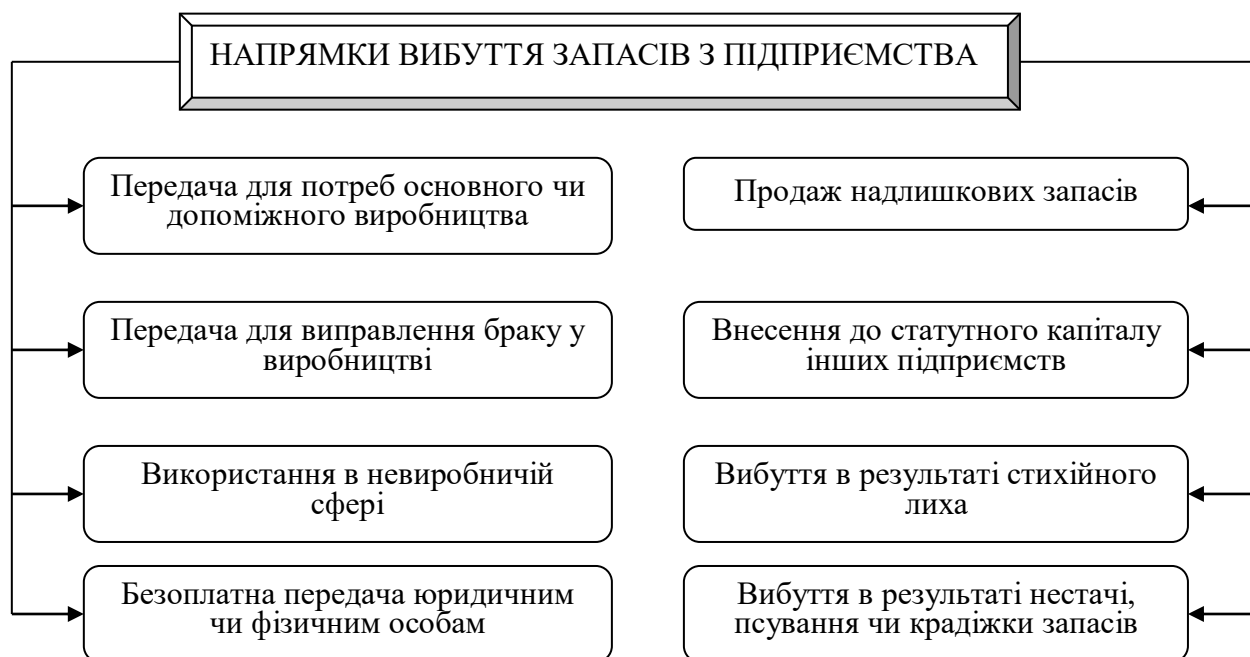 НАПРЯМКИ ВИБУТТЯ ЗАПАСІВ З ПІДПРИЄМСТВА
Передача для потреб основного чи
допоміжного виробництва
Продаж надлишкових запасів
Передача для виправлення браку у
виробництві
Внесення до статутного капіталу
інших підприємств
Використання в невиробничій
сфері
Вибуття в результаті стихійного
лиха
Безоплатна передача юридичним
чи фізичним особам
Вибуття в результаті нестачі,
псування чи крадіжки запасів